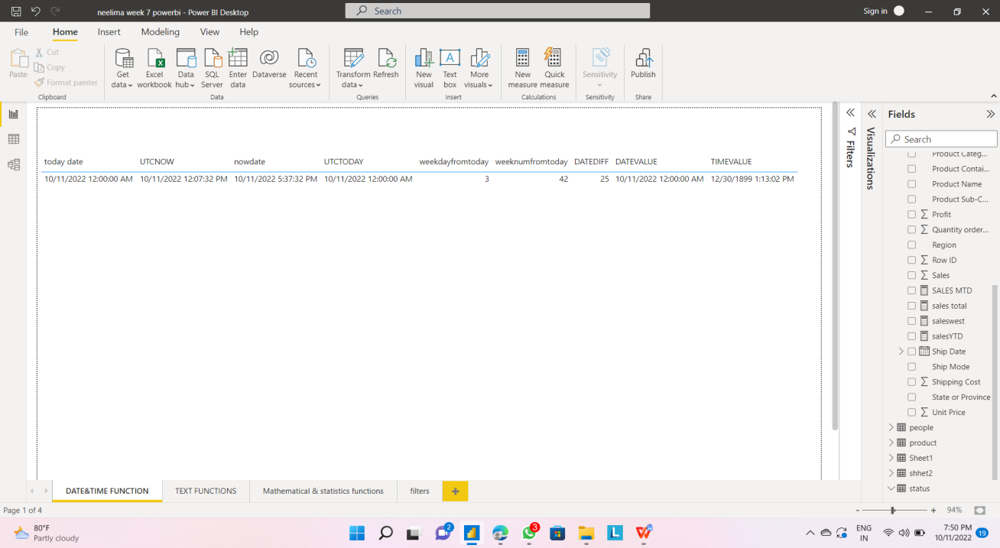 neelima week 7 powerbi - Power BI Desktop
Search
Sign in
File Home Insert Modeling View Help
Paste
Cut
Copy
Format painter
Clipboard
Get data
Excel workbook
Data hub
SQL Server
Enter data
Dataverse
Recent sources
Data
Transform data
Refresh
Queries
New visual
Text box
More visuals
Insert
New measure
Quick measure
Calculations
Sensitivity
Sensitivity
Publish
Share
today date UTCNOW nowdate UTCTODAY weekdayfromtoday weeknumfromtoday DATEDIFF DATEVALUE TIMEVALUE
10/11/2022 12:00:00 AM 10/11/2022 12:07:32 PM 10/11/2022 5:37:32 PM 10/11/2022 12:00:00 AM 3 42 25 10/11/2022 12:00:00 AM 12/30/1899 1:13:02 PM
Filters
Visualizations
Fields
Search
Product Categ...
Product Contai...
Product Name
Product Sub-C...
Profit
Quantity order...
Region
Row ID
Sales
SALES MTD
sales total
saleswest
salesYTD
Ship Date
Ship Mode
Shipping Cost
State or Province
Unit Price
people
product
Sheet1
shhet2
status
DATE&TIME FUNCTION TEXT FUNCTIONS Mathematical & statistics functions filters +
Page 1 of 4
- + 94%
80°F
Partly cloudy
2
3
ENG
IN
7:50 PM
10/11/2022
19